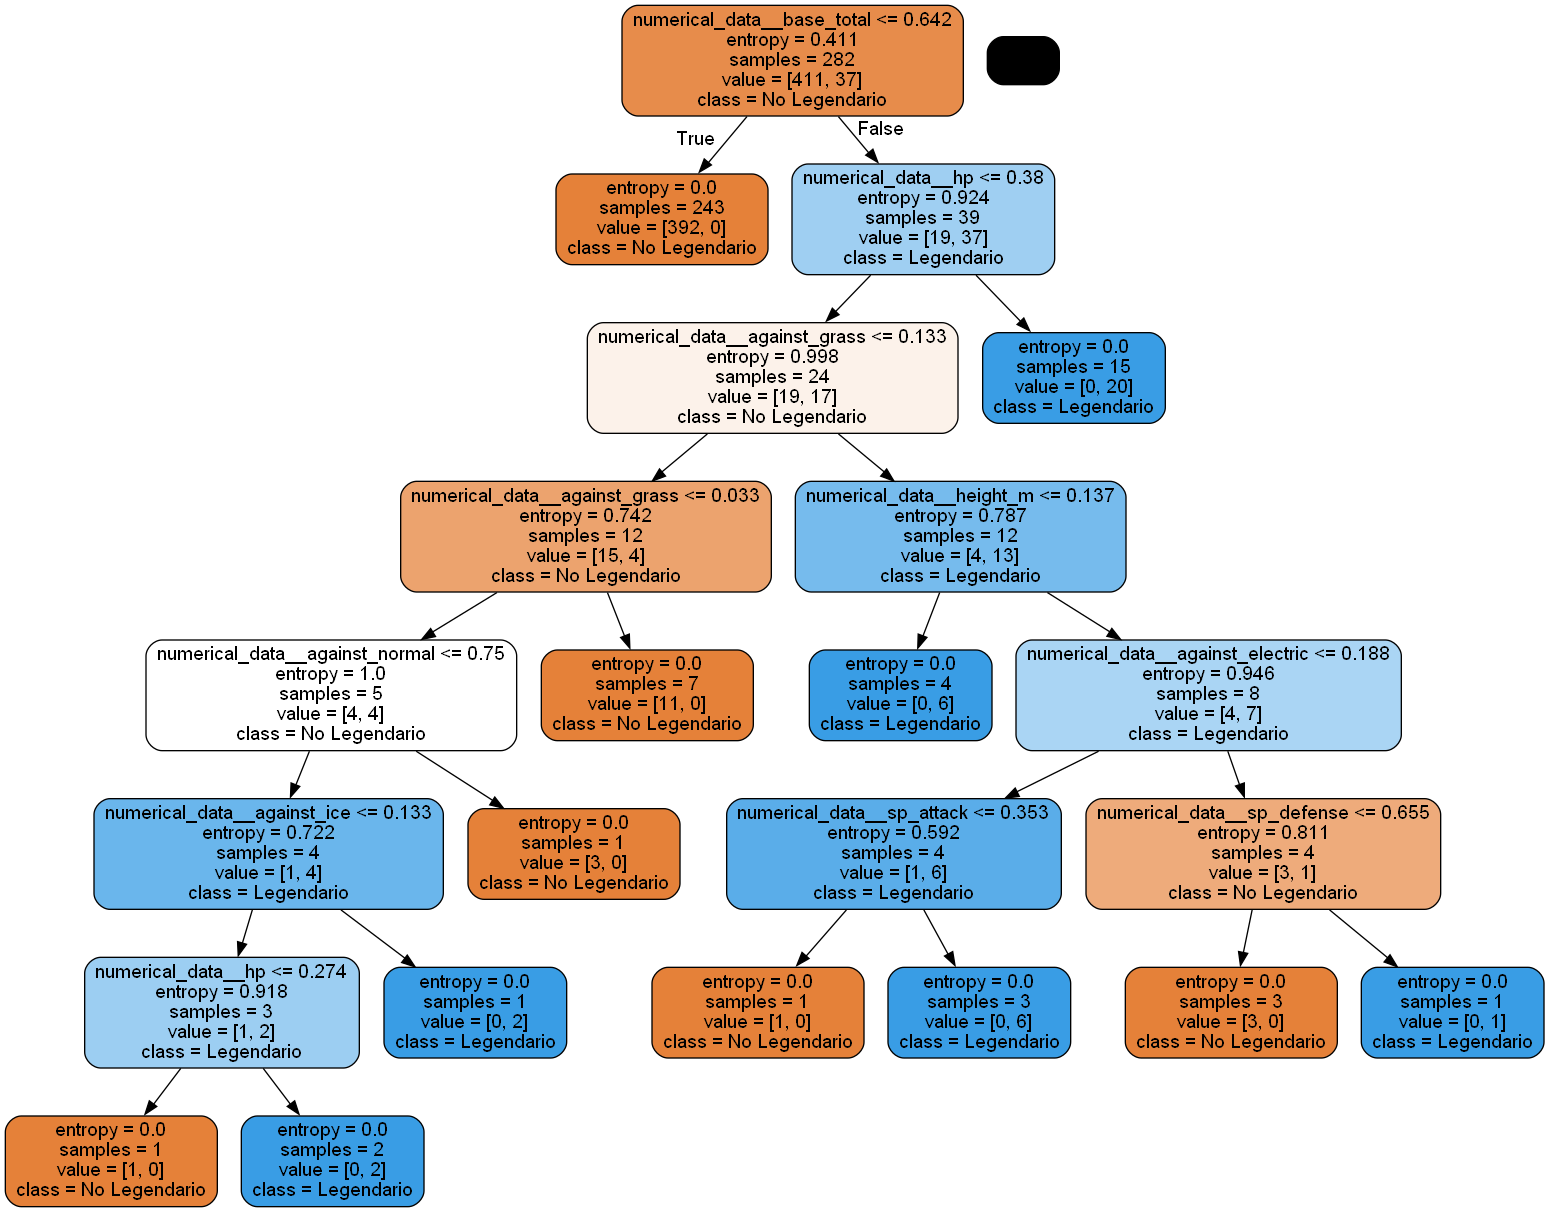 numerical_data__base_total <= 0.642
entropy = 0.411
samples = 282
value = [411, 37]
class = No Legendario
True
False
entropy = 0.0
samples = 243
value = [392, 0]
class = No Legendario
numerical_data__hp <= 0.38
entropy = 0.924
samples = 39
value = [19, 37]
class = Legendario
numerical_data__against_grass <= 0.133
entropy = 0.998
samples = 24
value = [19, 17]
class = No Legendario
entropy = 0.0
samples = 15
value = [0, 20]
class = Legendario
numerical_data__against_grass <= 0.033
entropy = 0.742
samples = 12
value = [15, 4]
class = No Legendario
numerical_data__height_m <= 0.137
entropy = 0.787
samples = 12
value = [4, 13]
class = Legendario
numerical_data__against_normal <= 0.75
entropy = 1.0
samples = 5
value = [4, 4]
class = No Legendario
entropy = 0.0
samples = 7
value = [11, 0]
class = No Legendario
entropy = 0.0
samples = 4
value = [0, 6]
class = Legendario
numerical_data__against_electric <= 0.188
entropy = 0.946
samples = 8
value = [4, 7]
class = Legendario
numerical_data__against_ice <= 0.133
entropy = 0.722
samples = 4
value = [1, 4]
class = Legendario
entropy = 0.0
samples = 1
value = [3, 0]
class = No Legendario
numerical_data__sp_attack <= 0.353
entropy = 0.592
samples = 4
value = [1, 6]
class = Legendario
numerical_data__sp_defense <= 0.655
entropy = 0.811
samples = 4
value = [3, 1]
class = No Legendario
numerical_data__hp <= 0.274
entropy = 0.918
samples = 3
value = [1, 2]
class = Legendario
entropy = 0.0
samples = 1
value = [0, 2]
class = Legendario
entropy = 0.0
samples = 1
value = [1, 0]
class = No Legendario
entropy = 0.0
samples = 3
value = [0, 6]
class = Legendario
entropy = 0.0
samples = 3
value = [3, 0]
class = No Legendario
entropy = 0.0
samples = 1
value = [0, 1]
class = Legendario
entropy = 0.0
samples = 1
value = [1, 0]
class = No Legendario
entropy = 0.0
samples = 2
value = [0, 2]
class = Legendario